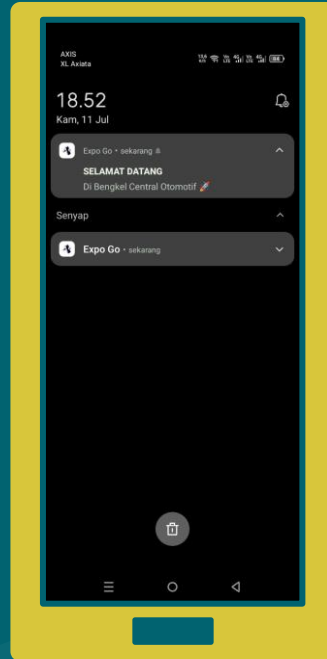 AXIS
XL Axiata
18.52
Kam, 11 Jul
Expo Go • sekarang
SELAMAT DATANG
Di Bengkel Central Otomotif 🚀
Senyap
Expo Go • sekarang